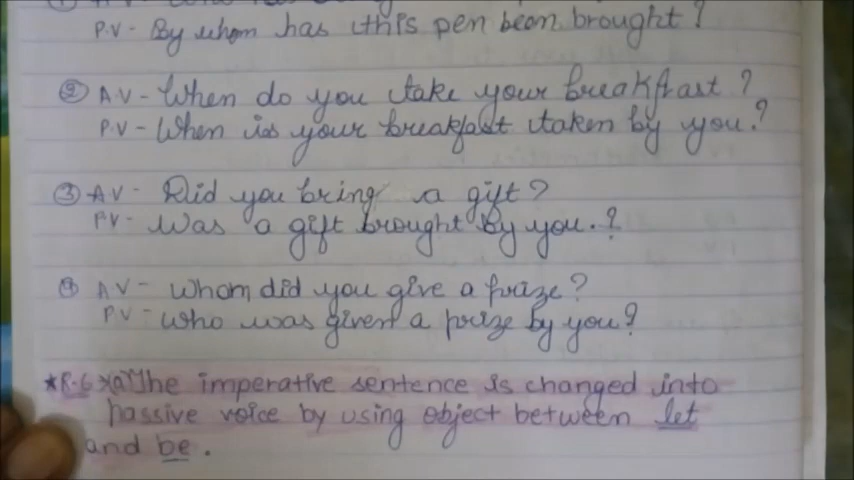 P.V- By whom has this pen been brought?
② A.V- When do you take your breakfast?
P.V- When is your breakfast taken by you.?
③ A.V- Did you bring a gift?
P.V- Was a gift brought by you.?
④ A.V- Whom did you give a prize?
P.V- Who was given a prize by you?
*R-6 (a) The imperative sentence is changed into
passive voice by using object between let
and be.